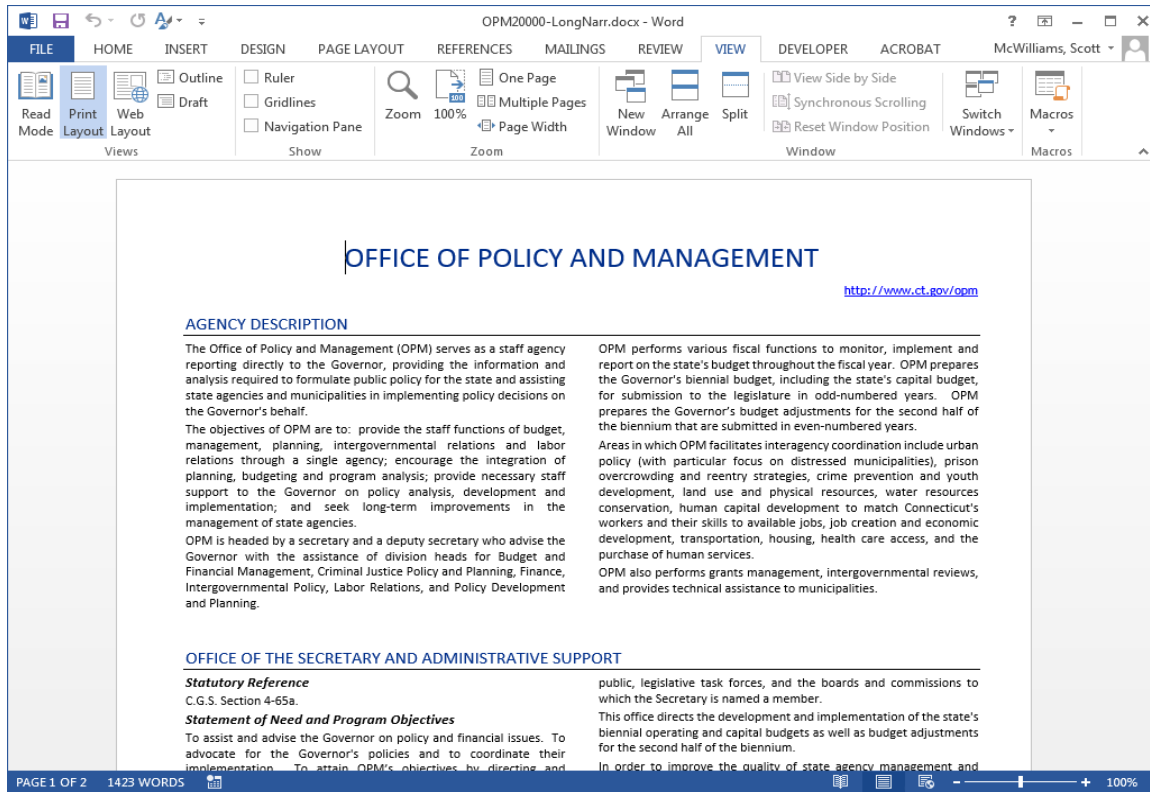 OPM20000-LongNarr.docx - Word
FILE HOME INSERT DESIGN PAGE LAYOUT REFERENCES MAILINGS REVIEW VIEW DEVELOPER ACROBAT McWilliams, Scott
Read Mode
Print Layout
Web Layout
Outline
Draft
Views
Ruler
Gridlines
Navigation Pane
Show
Zoom
100%
One Page
Multiple Pages
Page Width
Zoom
New Window
Arrange All
Split
View Side by Side
Synchronous Scrolling
Reset Window Position
Switch Windows
Window
Macros
Macros
OFFICE OF POLICY AND MANAGEMENT
http://www.ct.gov/opm
AGENCY DESCRIPTION
The Office of Policy and Management (OPM) serves as a staff agency
reporting directly to the Governor, providing the information and
analysis required to formulate public policy for the state and assisting
state agencies and municipalities in implementing policy decisions on
the Governor's behalf.
The objectives of OPM are to: provide the staff functions of budget,
management, planning, intergovernmental relations and labor
relations through a single agency; encourage the integration of
planning, budgeting and program analysis; provide necessary staff
support to the Governor on policy analysis, development and
implementation; and seek long-term improvements in the
management of state agencies.
OPM is headed by a secretary and a deputy secretary who advise the
Governor with the assistance of division heads for Budget and
Financial Management, Criminal Justice Policy and Planning, Finance,
Intergovernmental Policy, Labor Relations, and Policy Development
and Planning.
OPM performs various fiscal functions to monitor, implement and
report on the state's budget throughout the fiscal year. OPM prepares
the Governor's biennial budget, including the state's capital budget,
for submission to the legislature in odd-numbered years. OPM
prepares the Governor's budget adjustments for the second half of
the biennium that are submitted in even-numbered years.
Areas in which OPM facilitates interagency coordination include urban
policy (with particular focus on distressed municipalities), prison
overcrowding and reentry strategies, crime prevention and youth
development, land use and physical resources, water resources
conservation, human capital development to match Connecticut's
workers and their skills to available jobs, job creation and economic
development, transportation, housing, health care access, and the
purchase of human services.
OPM also performs grants management, intergovernmental reviews,
and provides technical assistance to municipalities.
OFFICE OF THE SECRETARY AND ADMINISTRATIVE SUPPORT
Statutory Reference
C.G.S. Section 4-65a.
Statement of Need and Program Objectives
To assist and advise the Governor on policy and financial issues. To
advocate for the Governor's policies and to coordinate their
implementation. To attain OPM's objectives by directing and
public, legislative task forces, and the boards and commissions to
which the Secretary is named a member.
This office directs the development and implementation of the state's
biennial operating and capital budgets as well as budget adjustments
for the second half of the biennium.
In order to improve the quality of state agency management and
PAGE 1 OF 2 1423 WORDS 100%